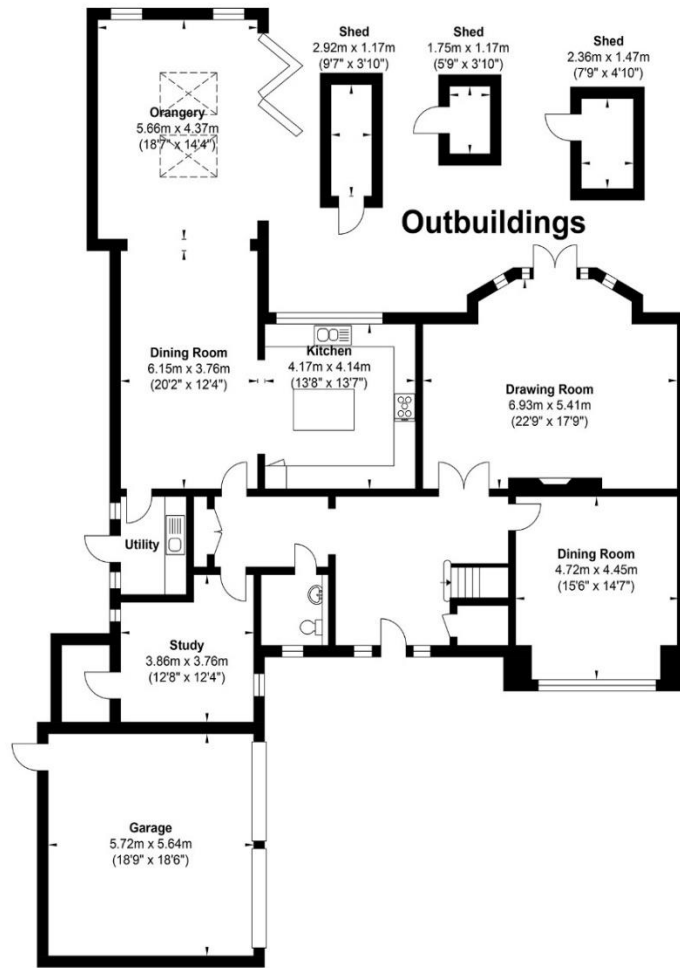 Shed
2.92m x 1.17m
(9'7" x 3'10")
Shed
1.75m x 1.17m
(5'9" x 3'10")
Shed
2.36m x 1.47m
(7'9" x 4'10")
Orangery
5.66m x 4.37m
(18'7" x 14'4")
Outbuildings
Dining Room
6.15m x 3.76m
(20'2" x 12'4")
Kitchen
4.17m x 4.14m
(13'8" x 13'7")
Drawing Room
6.93m x 5.41m
(22'9" x 17'9")
Utility
Dining Room
4.72m x 4.45m
(15'6" x 14'7")
Study
3.86m x 3.76m
(12'8" x 12'4")
Garage
5.72m x 5.64m
(18'9" x 18'6")